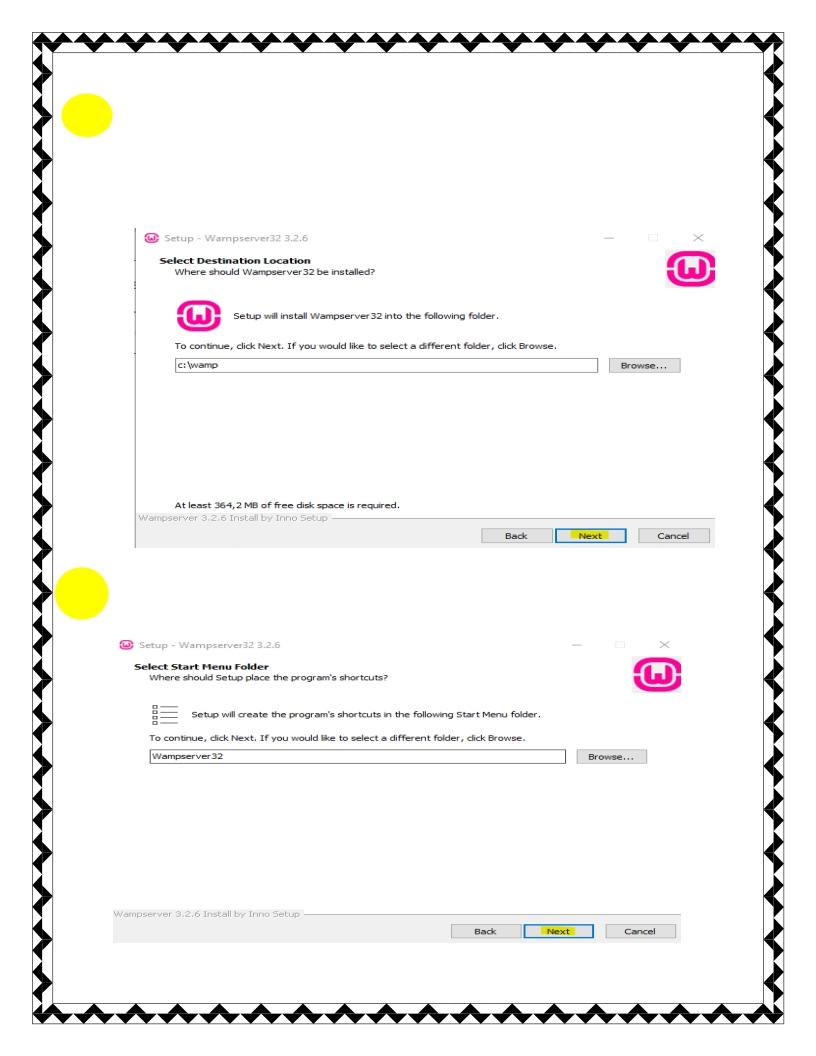 Setup - Wampserver32 3.2.6
Select Destination Location
Where should Wampserver32 be installed?
Setup will install Wampserver32 into the following folder.
To continue, click Next. If you would like to select a different folder, click Browse.
c:\wamp
Browse...
At least 364,2 MB of free disk space is required.
Wampserver 3.2.6 Install by Inno Setup
Back Next Cancel
Setup - Wampserver32 3.2.6
Select Start Menu Folder
Where should Setup place the program's shortcuts?
Setup will create the program's shortcuts in the following Start Menu folder.
To continue, click Next. If you would like to select a different folder, click Browse.
Wampserver32
Browse...
Wampserver 3.2.6 Install by Inno Setup
Back Next Cancel